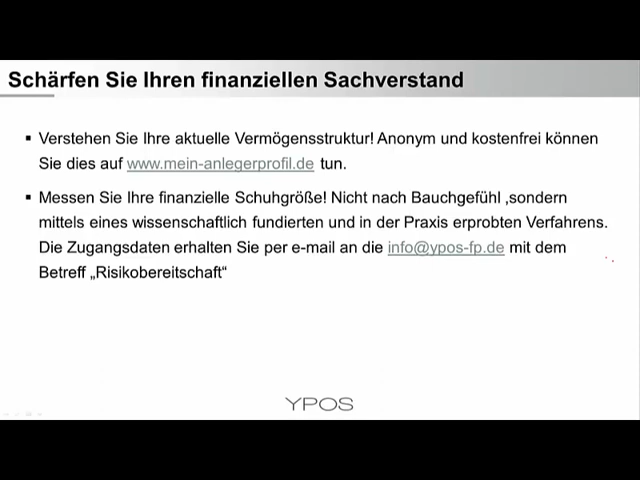 Schärfen Sie Ihren finanziellen Sachverstand
▪ Verstehen Sie Ihre aktuelle Vermögensstruktur! Anonym und kostenfrei können
Sie dies auf www.mein-anlegerprofil.de tun.
▪ Messen Sie Ihre finanzielle Schuhgröße! Nicht nach Bauchgefühl ,sondern
mittels eines wissenschaftlich fundierten und in der Praxis erprobten Verfahrens.
Die Zugangsdaten erhalten Sie per e-mail an die info@ypos-fp.de mit dem
Betreff „Risikobereitschaft“
YPOS